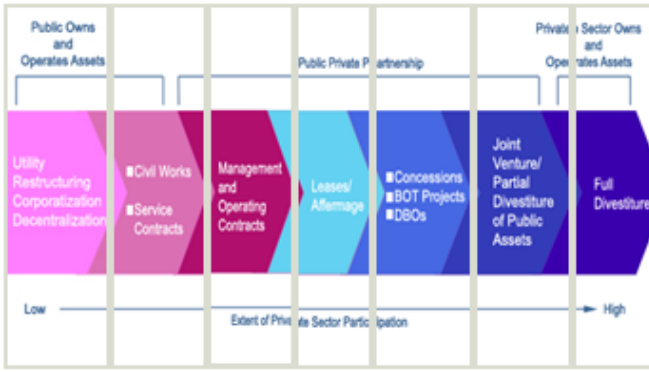 Public Owns
and
Operates Assets
Public Private Partnership
Private Sector Owns
and
Operates Assets
Utility
Restructuring
Corporatization
Decentralization
Civil Works
Service
Contracts
Management
and
Operating
Contracts
Leases/
Affermage
Concessions
BOT Projects
DBOs
Joint
Venture/
Partial
Divestiture
of Public
Assets
Full
Divestiture
Low
High
Extent of Private Sector Participation